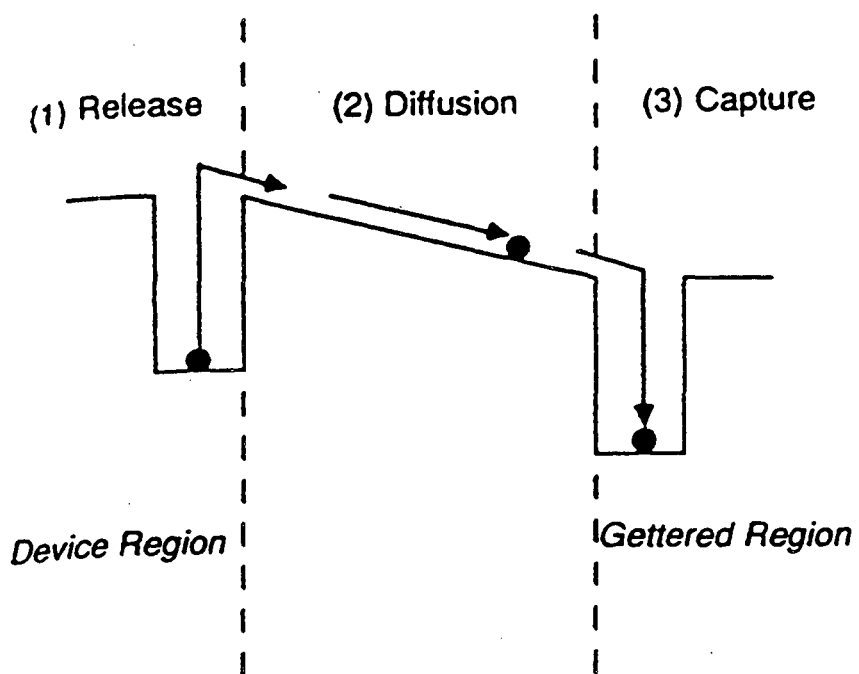 (1) Release
(2) Diffusion
(3) Capture
Device Region
Gettered Region